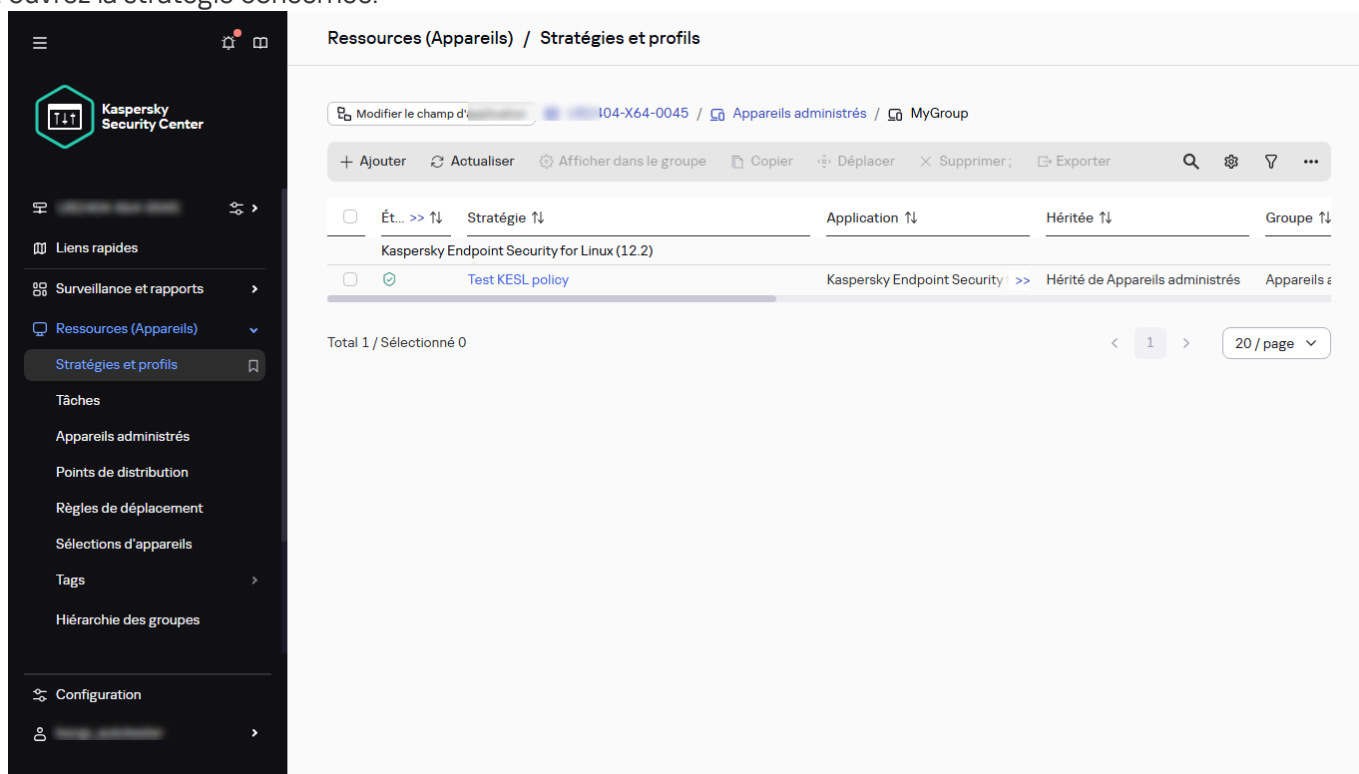 ouvrez la stratégie concernée.
Ressources (Appareils) / Stratégies et profils
Kaspersky
Security Center
Modifier le champ d' 404-X64-0045 / Appareils administrés / MyGroup
+ Ajouter Actualiser Afficher dans le groupe Copier Déplacer Supprimer ; Exporter
Liens rapides
Surveillance et rapports
Ressources (Appareils)
Stratégies et profils
Tâches
Appareils administrés
Points de distribution
Règles de déplacement
Sélections d'appareils
Tags
Hiérarchie des groupes
Configuration
Ét... >> Stratégie Application Héritée Groupe
Kaspersky Endpoint Security for Linux (12.2)
Test KESL policy Kaspersky Endpoint Security >> Hérité de Appareils administrés Appareils
Total 1 / Sélectionné 0
< 1 > 20 / page